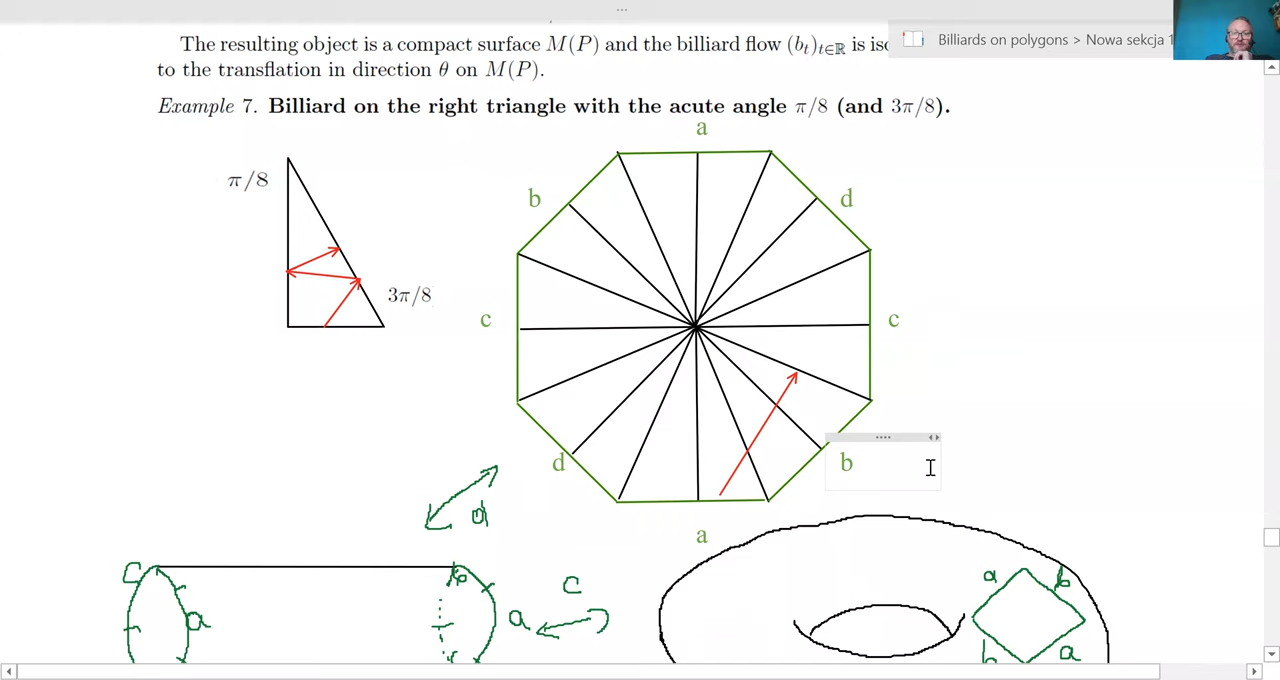 The resulting object is a compact surface M(P) and the billiard flow (bₜ)ₜ∈ℝ is
Billiards on polygons > Nowa sekcja 1
to the transflation in direction θ on M(P).
Example 7. Billiard on the right triangle with the acute angle π/8 (and 3π/8).
a
π/8
b
d
3π/8
c
c
d
b
d
a
c
a
a
c
a
b
b
a